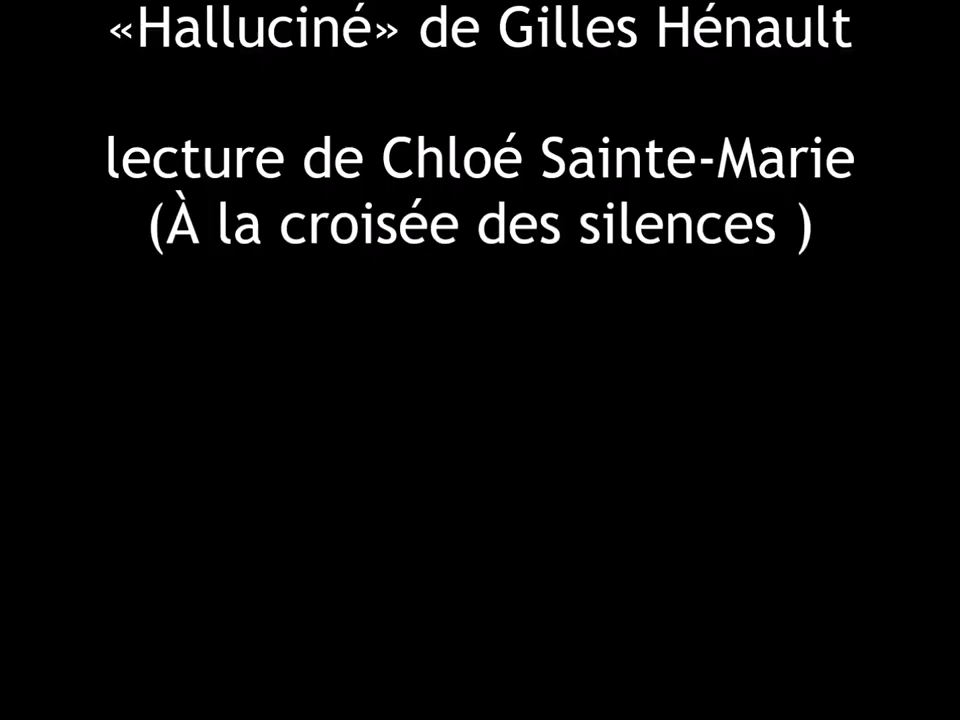 «Halluciné» de Gilles Hénault
lecture de Chloé Sainte-Marie
(À la croisée des silences )